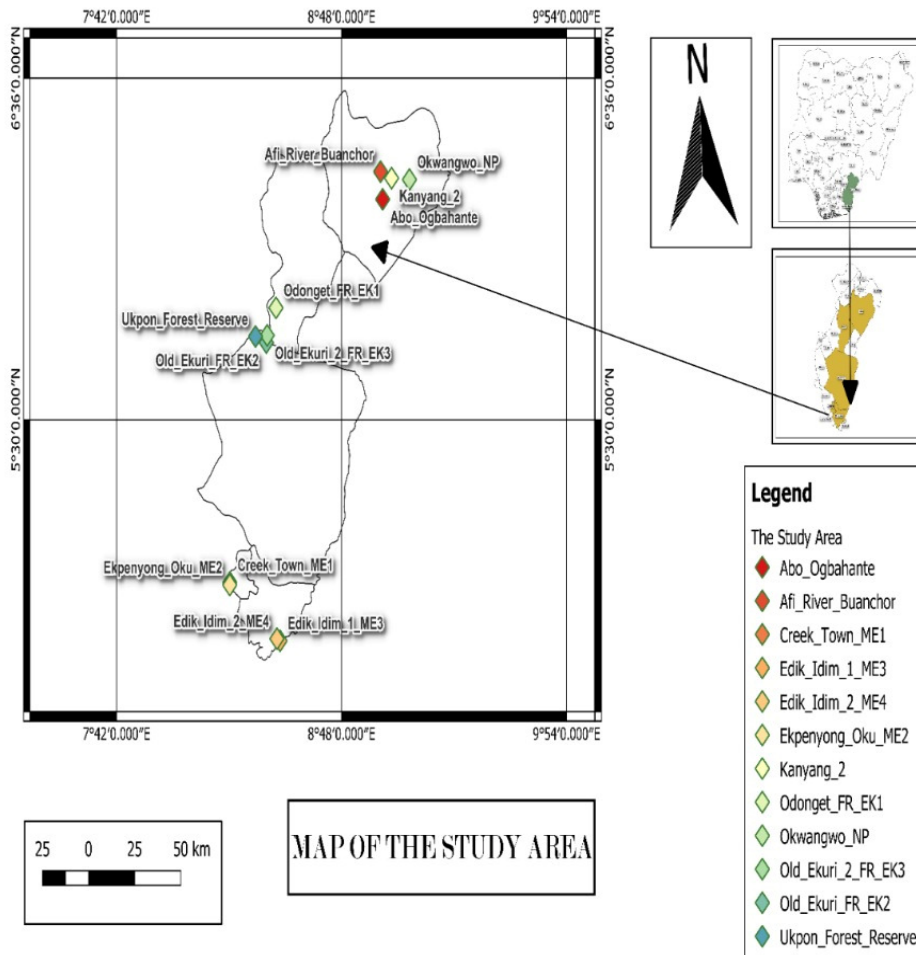 7°42'0.000"E 8°48'0.000"E 9°54'0.000"E
6°36'0.000"N 6°36'0.000"N
N
Afi_River_Buanchor Okwangwo_NP
Kanyang_2
Abo_Ogbahante
Odonget_FR_EK1
Ukpon_Forest_Reserve
Old_Ekuri_2_FR_EK3
Old_Ekuri_FR_EK2
5°30'0.000"N 5°30'0.000"N
Creek_Town_ME1
Ekpenyong_Oku_ME2
Edik_Idim_2_ME4 Edik_Idim_1_ME3
7°42'0.000"E 8°48'0.000"E 9°54'0.000"E
25 0 25 50 km
MAP OF THE STUDY AREA
Legend
The Study Area
Abo_Ogbahante
Afi_River_Buanchor
Creek_Town_ME1
Edik_Idim_1_ME3
Edik_Idim_2_ME4
Ekpenyong_Oku_ME2
Kanyang_2
Odonget_FR_EK1
Okwangwo_NP
Old_Ekuri_2_FR_EK3
Old_Ekuri_FR_EK2
Ukpon_Forest_Reserve